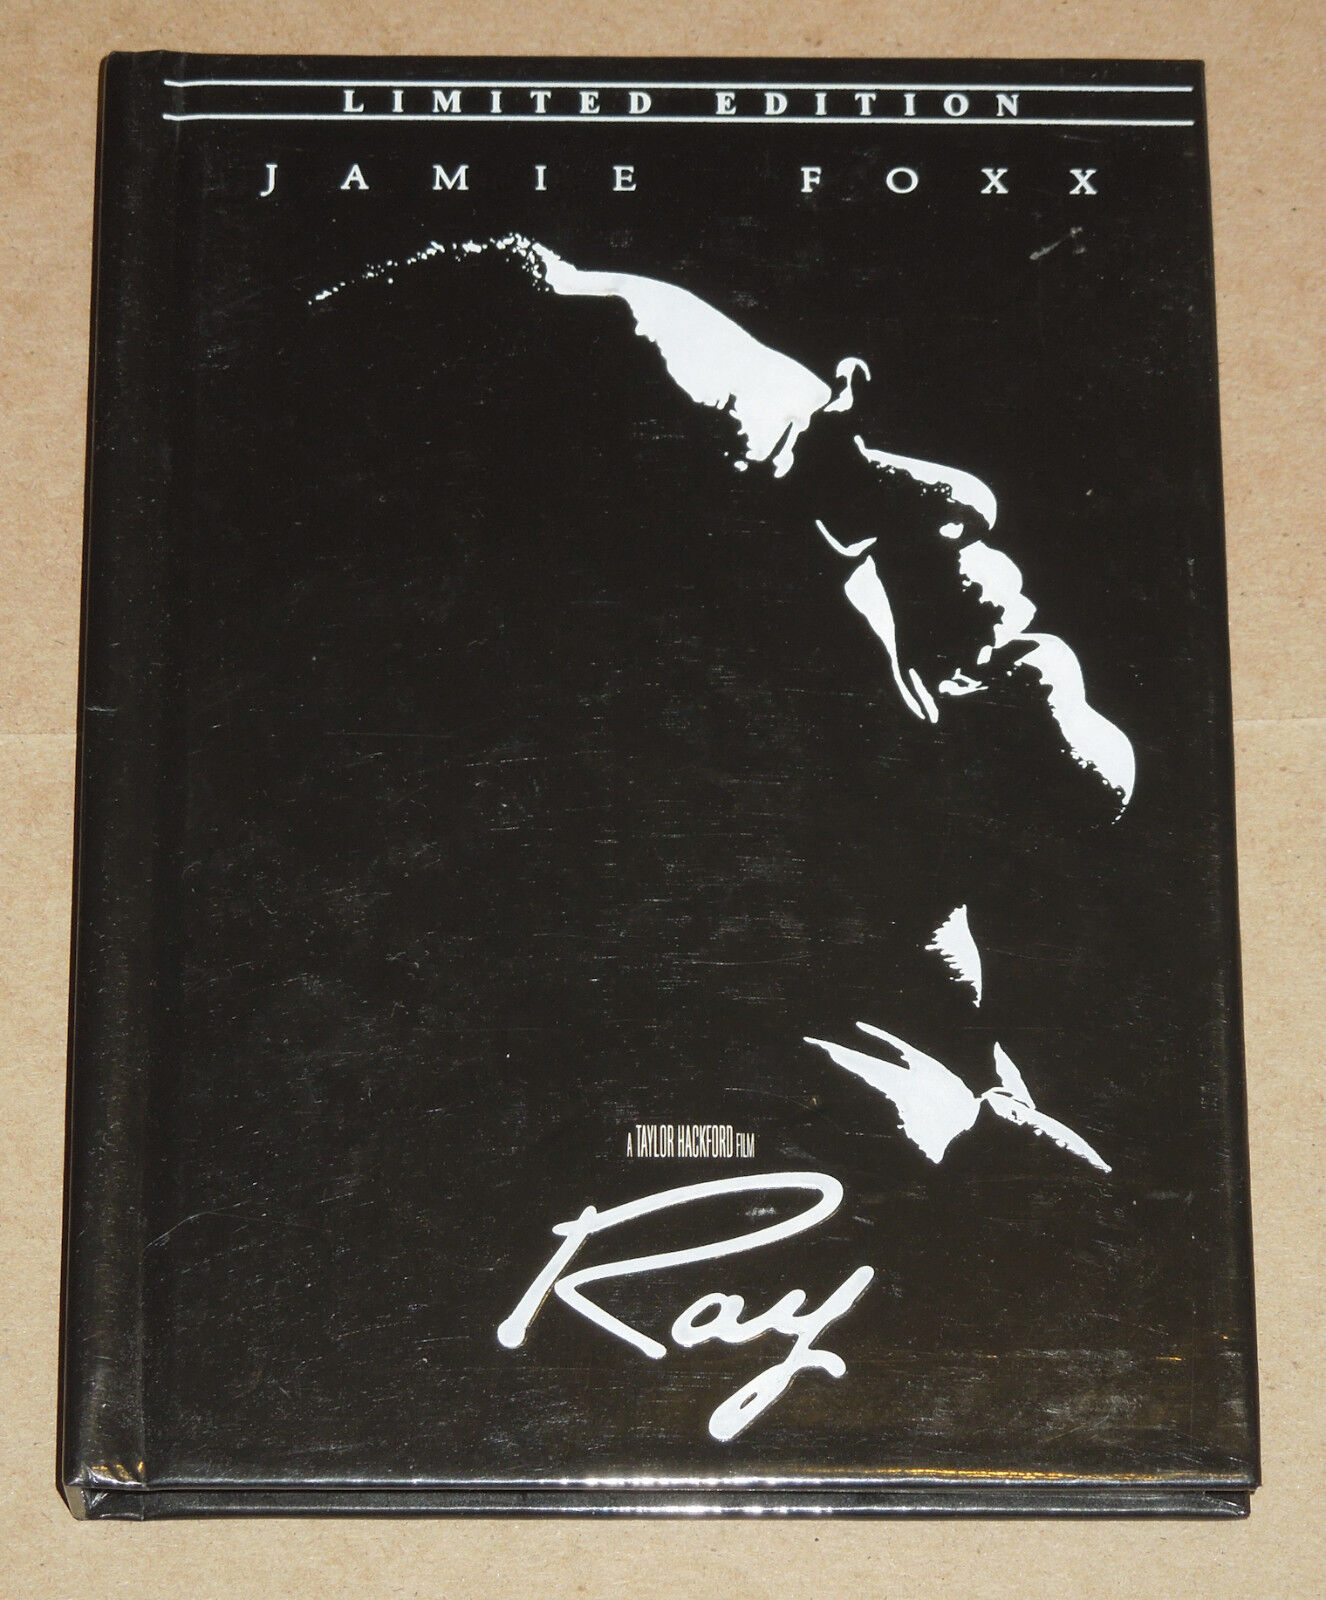 LIMITED EDITION
JAMIE FOXX
A TAYLOR HACKFORD FILM
Ray